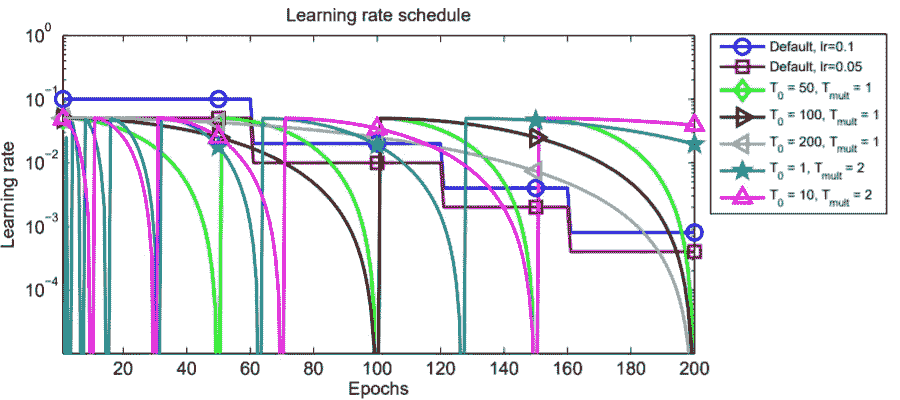 Learning rate schedule
Learning rate
10^0
10^-1
10^-2
10^-3
10^-4
20 40 60 80 100 120 140 160 180 200
Epochs
Default, lr=0.1
Default, lr=0.05
T_0 = 50, T_mult = 1
T_0 = 100, T_mult = 1
T_0 = 200, T_mult = 1
T_0 = 1, T_mult = 2
T_0 = 10, T_mult = 2